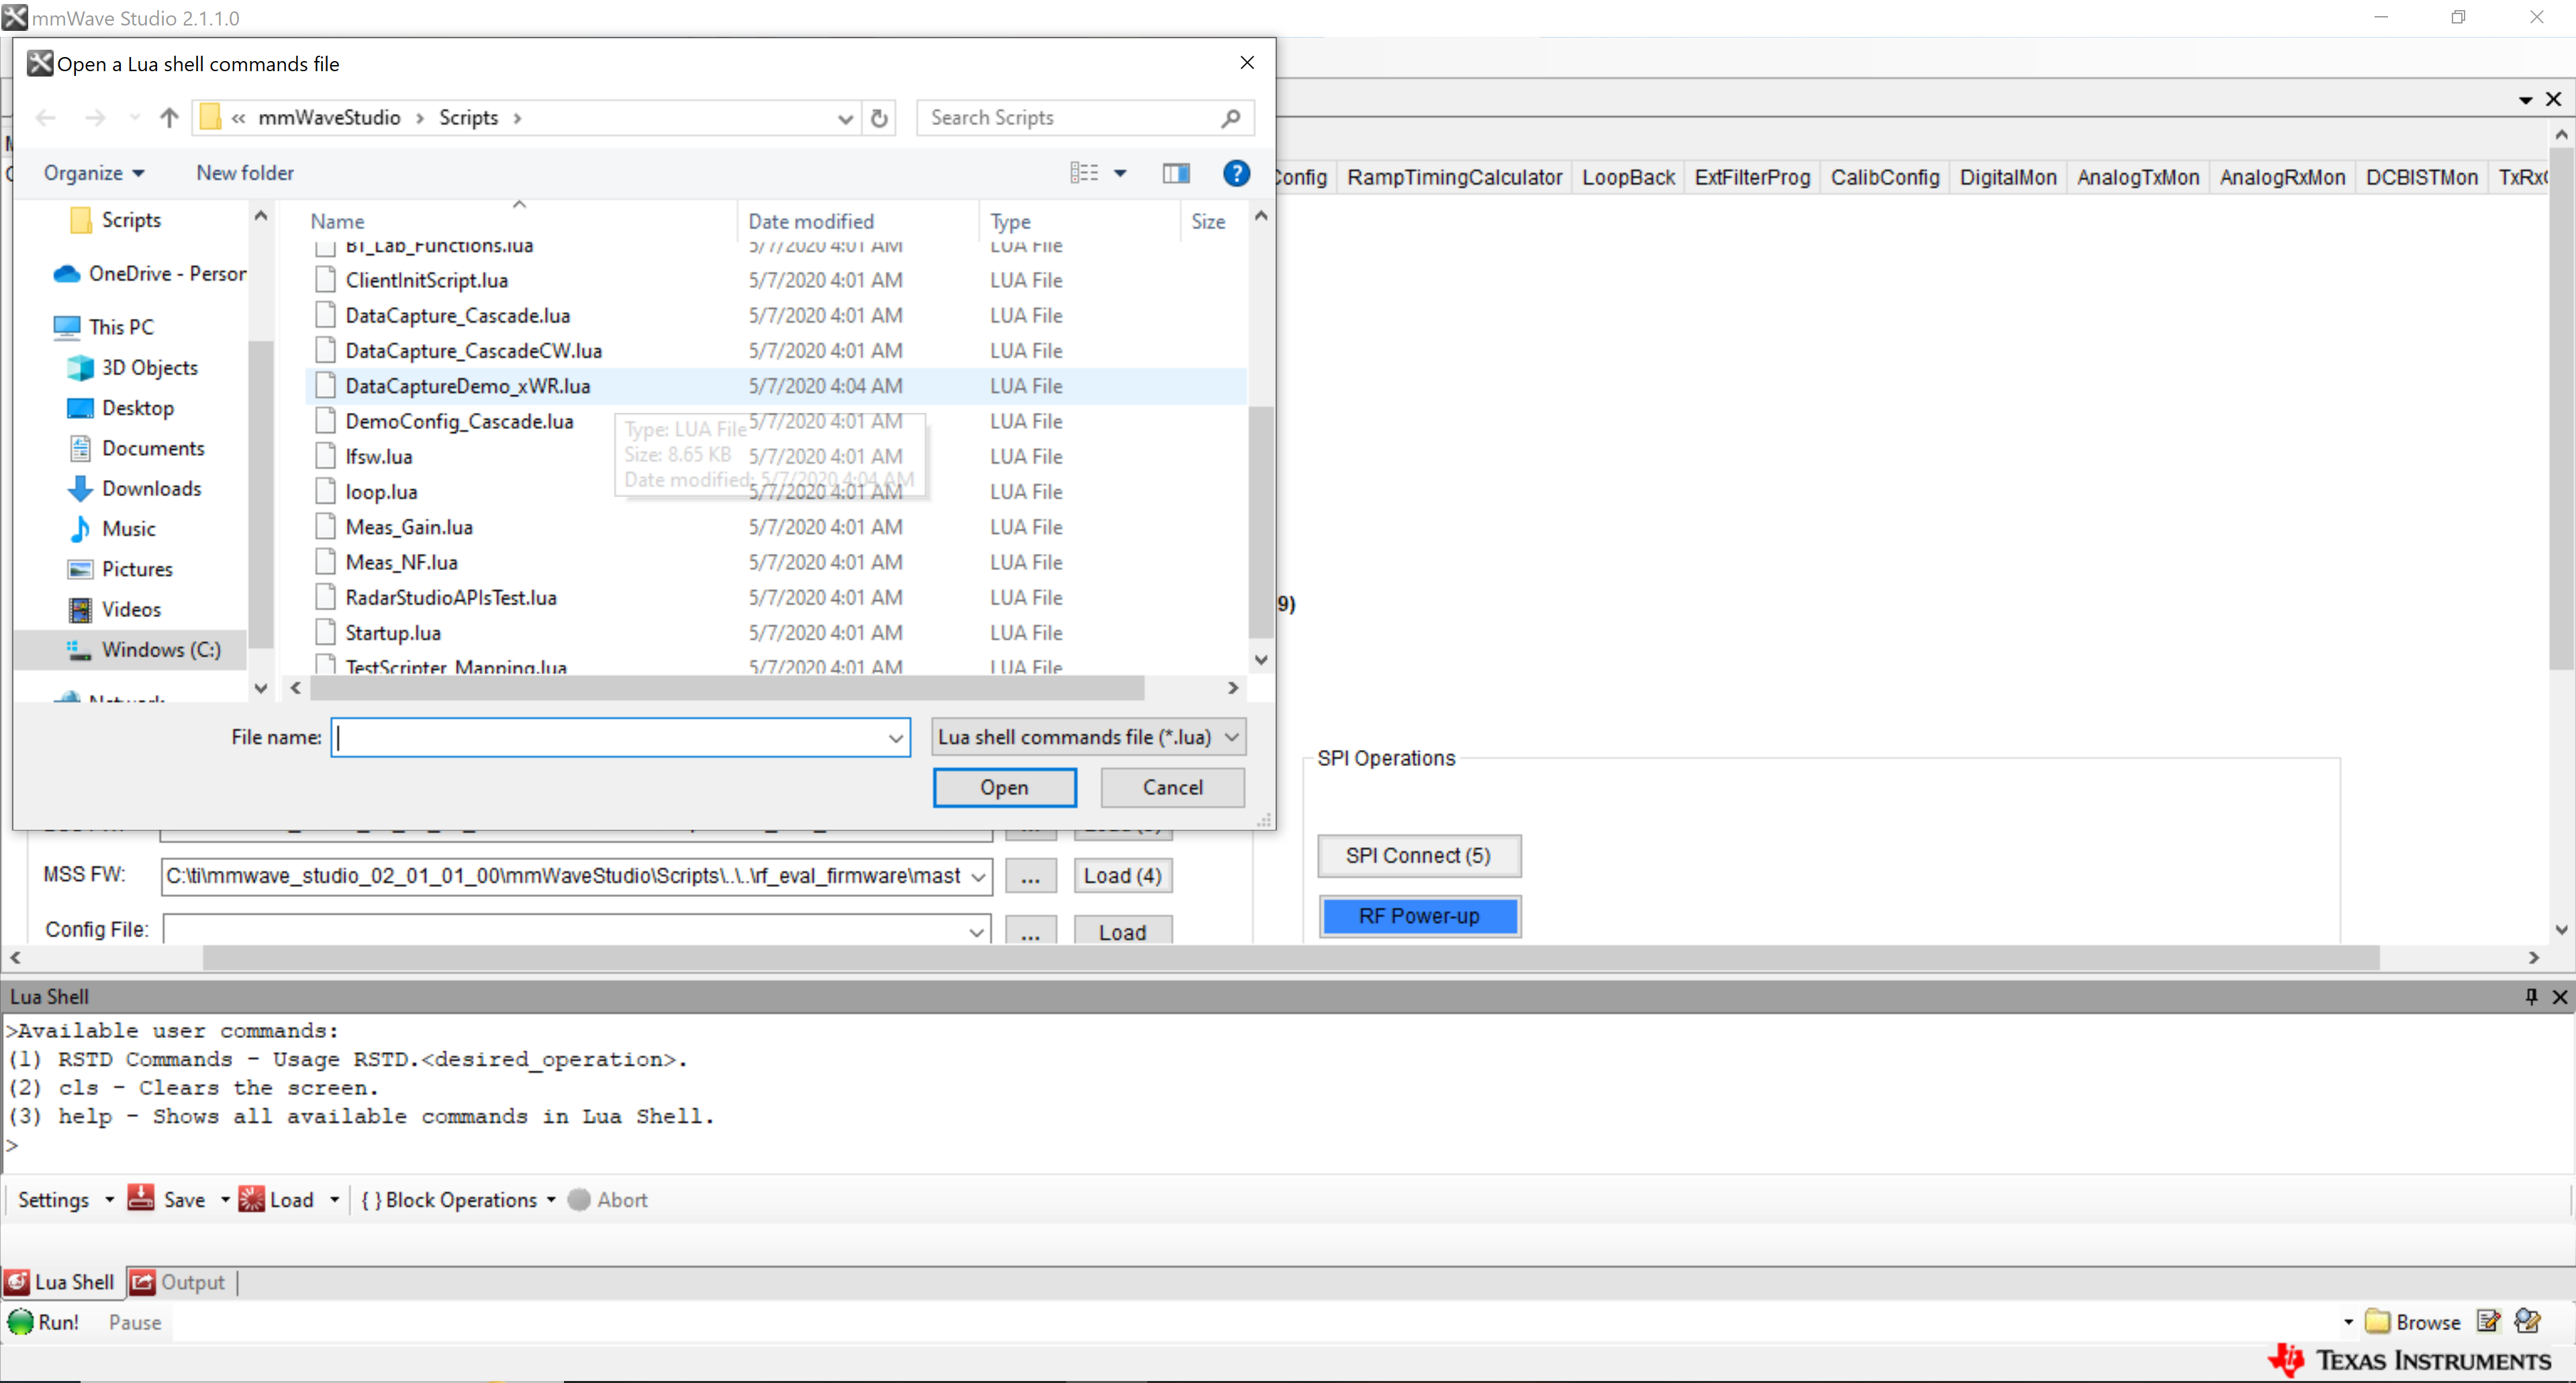 mmWave Studio 2.1.1.0
Open a Lua shell commands file
« mmWaveStudio › Scripts ›
Search Scripts
Organize
New folder
Config RampTimingCalculator LoopBack ExtFilterProg CalibConfig DigitalMon AnalogTxMon AnalogRxMon DCBISTMon
Scripts
OneDrive - Person
This PC
3D Objects
Desktop
Documents
Downloads
Music
Pictures
Videos
Windows (C:)
Network
Name Date modified Type Size
BT_Lab_Functions.lua 5/7/2020 4:01 AM LUA File
ClientInitScript.lua 5/7/2020 4:01 AM LUA File
DataCapture_Cascade.lua 5/7/2020 4:01 AM LUA File
DataCapture_CascadeCW.lua 5/7/2020 4:01 AM LUA File
DataCaptureDemo_xWR.lua 5/7/2020 4:04 AM LUA File
DemoConfig_Cascade.lua 5/7/2020 4:01 AM LUA File
lfsw.lua 5/7/2020 4:01 AM LUA File
loop.lua 5/7/2020 4:01 AM LUA File
Meas_Gain.lua 5/7/2020 4:01 AM LUA File
Meas_NF.lua 5/7/2020 4:01 AM LUA File
RadarStudioAPIsTest.lua 5/7/2020 4:01 AM LUA File
Startup.lua 5/7/2020 4:01 AM LUA File
TestScripter_Mapping.lua 5/7/2020 4:01 AM LUA File
Type: LUA File
Size: 8.65 KB
Date modified: 5/7/2020 4:04 AM
9)
File name:
Lua shell commands file (*.lua)
Open
Cancel
SPI Operations
SPI Connect (5)
RF Power-up
MSS FW: C:\ti\mmwave_studio_02_01_01_00\mmWaveStudio\Scripts\..\..\rf_eval_firmware\mast ... Load (4)
Config File: ... Load
Lua Shell
>Available user commands:
(1) RSTD Commands - Usage RSTD.<desired_operation>.
(2) cls - Clears the screen.
(3) help - Shows all available commands in Lua Shell.
>
Settings Save Load { } Block Operations Abort
Lua Shell Output
Run! Pause
Browse
TEXAS INSTRUMENTS